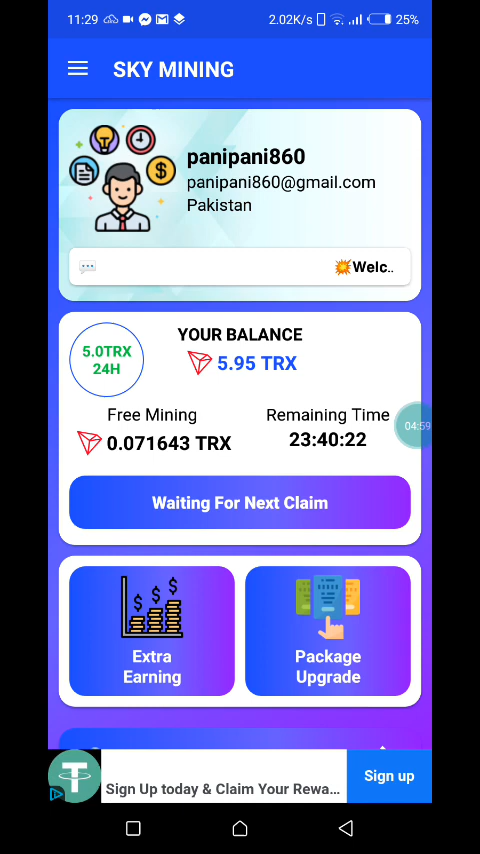 11:29 2.02K/s 25%
SKY MINING
panipani860
panipani860@gmail.com
Pakistan
Welc..
5.0TRX
24H
YOUR BALANCE
5.95 TRX
Free Mining
0.071643 TRX
Remaining Time
23:40:22
04:59
Waiting For Next Claim
Extra
Earning
Package
Upgrade
Sign Up today & Claim Your Rewa...
Sign up